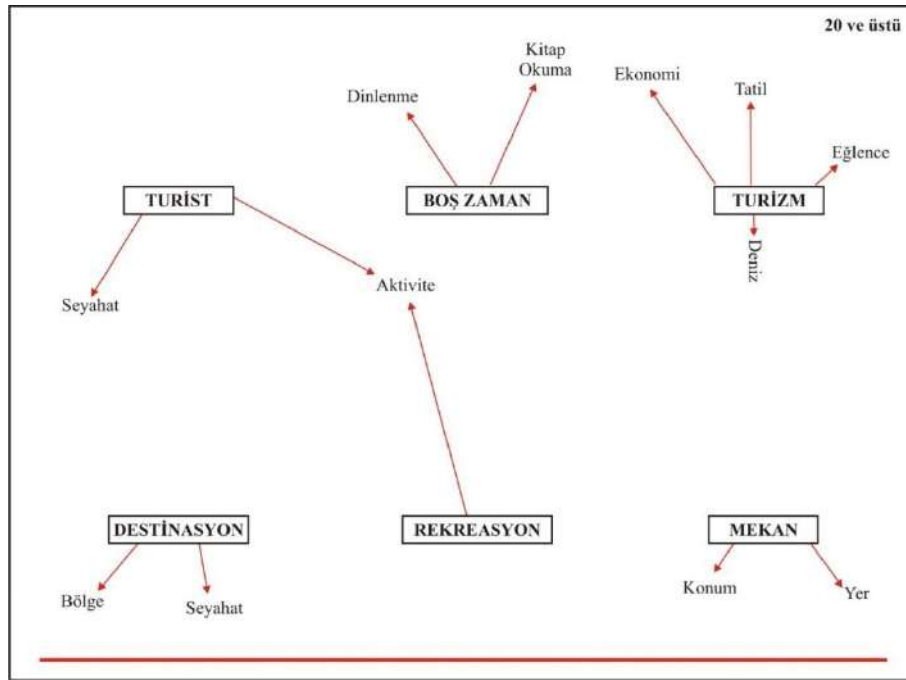 20 ve üstü
Kitap
Okuma
Dinlenme
Ekonomi
Tatil
Eğlence
TURİST
BOŞ ZAMAN
TURİZM
Deniz
Aktivite
Seyahat
DESTİNASYON
REKREASYON
MEKAN
Bölge
Seyahat
Konum
Yer